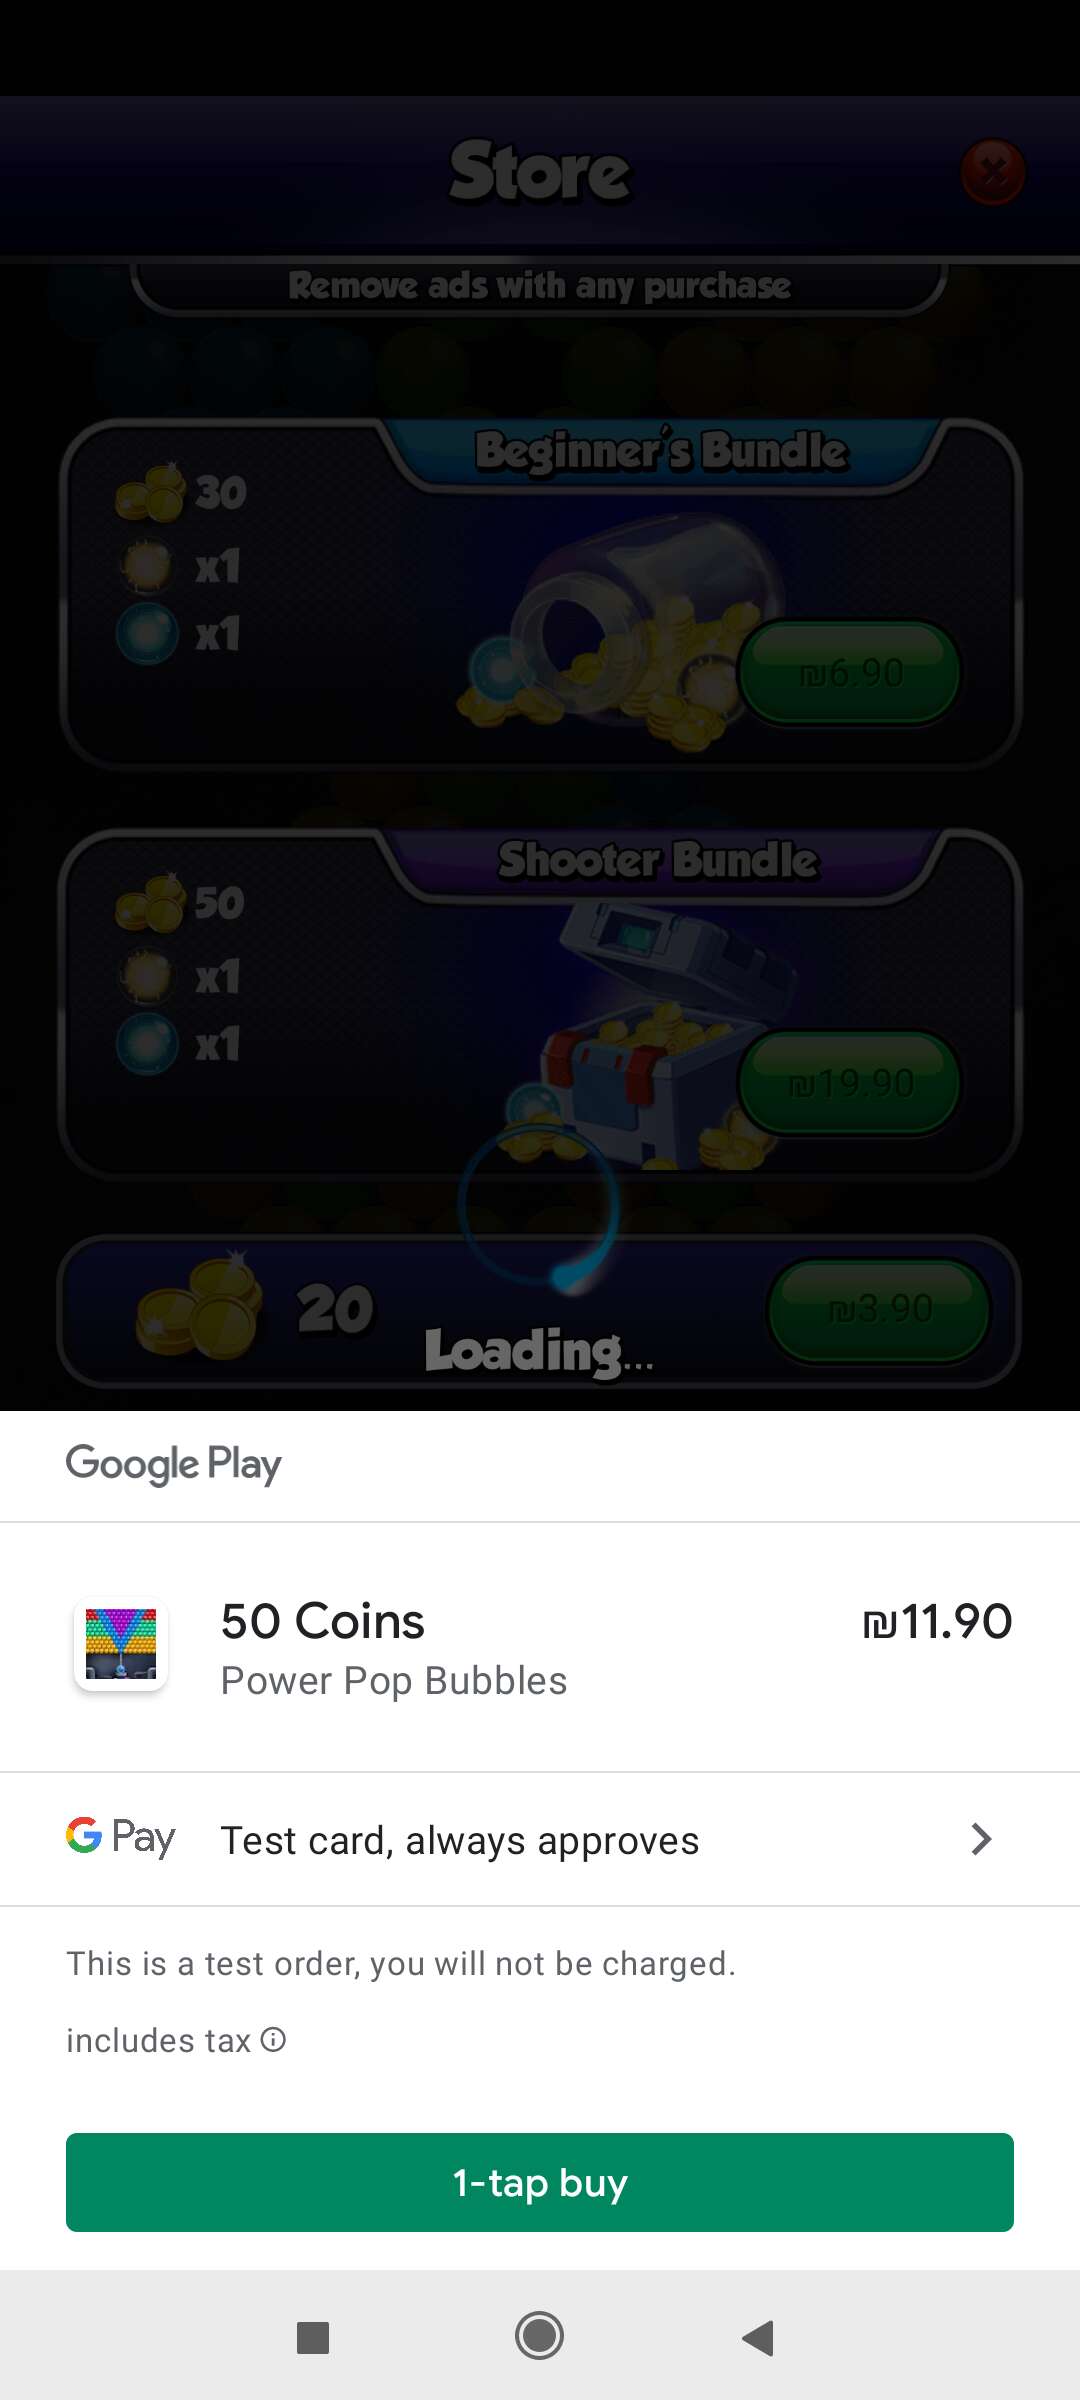 Store
Remove ads with any purchase
Beginner's Bundle
30
x1
x1
₪6.90
Shooter Bundle
50
x1
x1
₪19.90
20
₪3.90
Loading...
Google Play
50 Coins
₪11.90
Power Pop Bubbles
G Pay
Test card, always approves
This is a test order, you will not be charged.
includes tax
1-tap buy